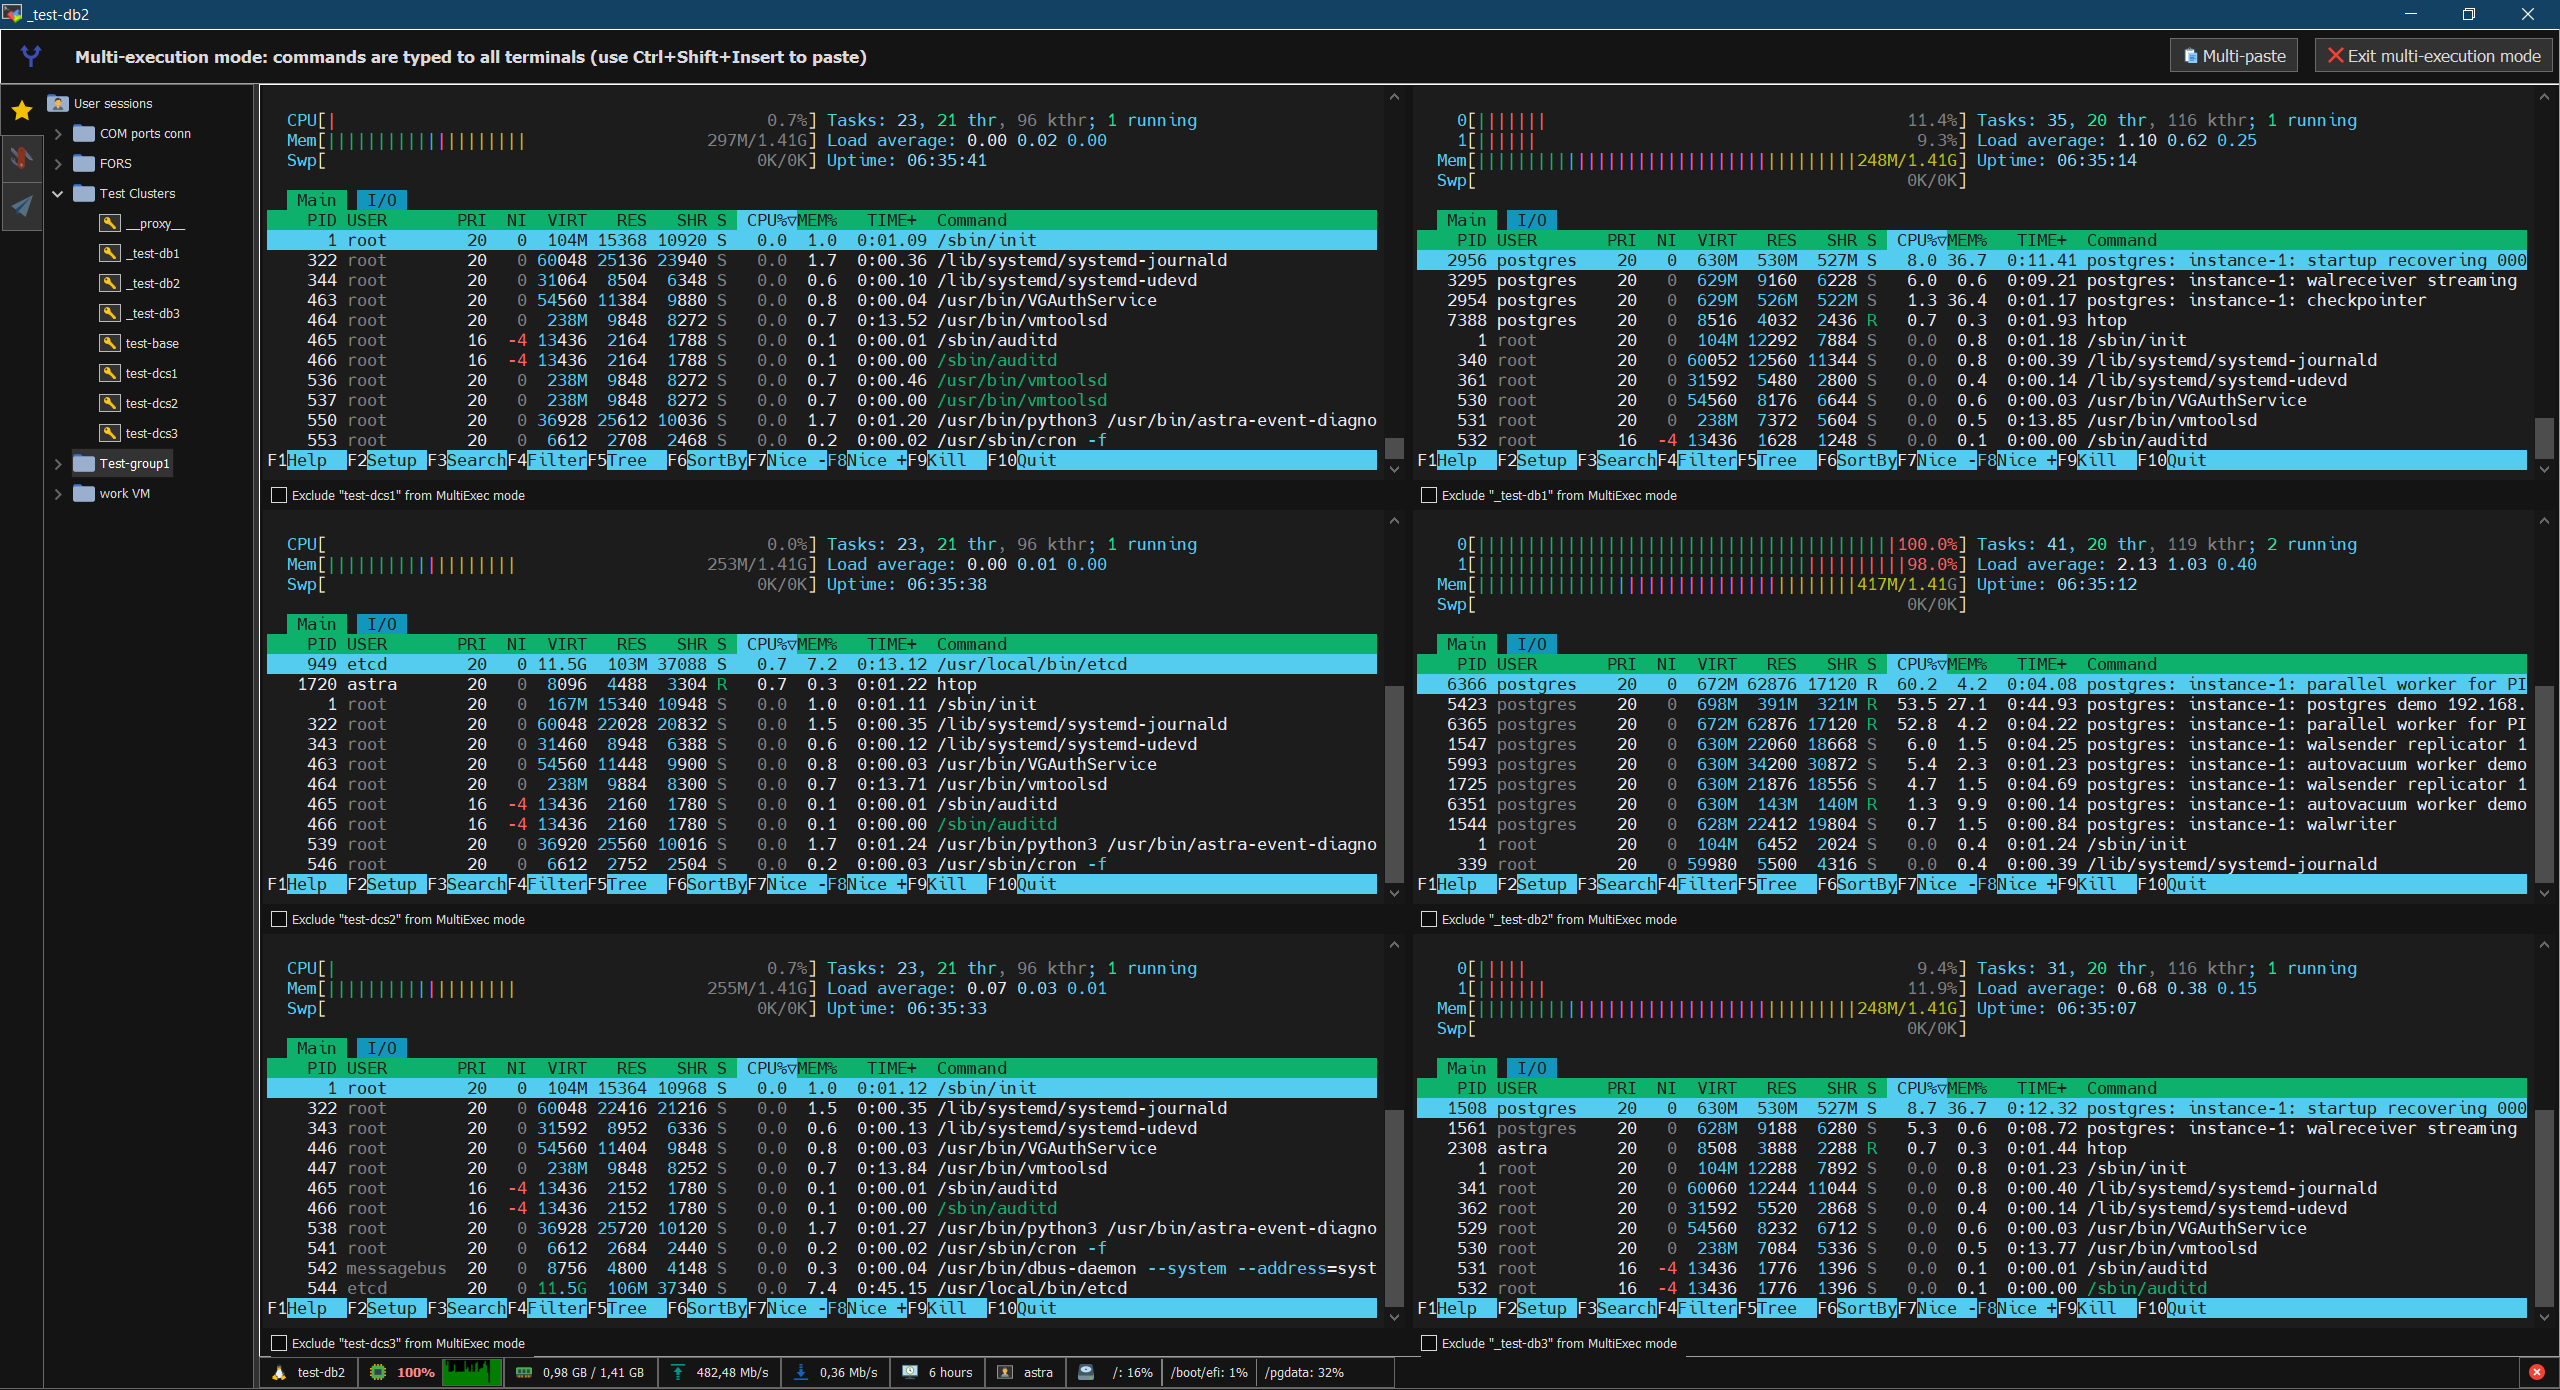 _test-db2
Multi-execution mode: commands are typed to all terminals (use Ctrl+Shift+Insert to paste)
Multi-paste
Exit multi-execution mode
User sessions
COM ports conn
FORS
Test Clusters
__proxy__
_test-db1
_test-db2
_test-db3
test-base
test-dcs1
test-dcs2
test-dcs3
Test-group1
work VM
CPU[| 0.7%] Tasks: 23, 21 thr, 96 kthr; 1 running
Mem[|||||||||||||||||||| 297M/1.41G] Load average: 0.00 0.02 0.00
Swp[ 0K/0K] Uptime: 06:35:41
Main I/O
PID USER PRI NI VIRT RES SHR S CPU%▽MEM% TIME+ Command
1 root 20 0 104M 15368 10920 S 0.0 1.0 0:01.09 /sbin/init
322 root 20 0 60048 25136 23940 S 0.0 1.7 0:00.36 /lib/systemd/systemd-journald
344 root 20 0 31064 8504 6348 S 0.0 0.6 0:00.10 /lib/systemd/systemd-udevd
463 root 20 0 54560 11384 9880 S 0.0 0.8 0:00.04 /usr/bin/VGAuthService
464 root 20 0 238M 9848 8272 S 0.0 0.7 0:13.52 /usr/bin/vmtoolsd
465 root 16 -4 13436 2164 1788 S 0.0 0.1 0:00.01 /sbin/auditd
466 root 16 -4 13436 2164 1788 S 0.0 0.1 0:00.00 /sbin/auditd
536 root 20 0 238M 9848 8272 S 0.0 0.7 0:00.46 /usr/bin/vmtoolsd
537 root 20 0 238M 9848 8272 S 0.0 0.7 0:00.00 /usr/bin/vmtoolsd
550 root 20 0 36928 25612 10036 S 0.0 1.7 0:01.20 /usr/bin/python3 /usr/bin/astra-event-diagno
553 root 20 0 6612 2708 2468 S 0.0 0.2 0:00.02 /usr/sbin/cron -f
F1Help F2Setup F3SearchF4FilterF5Tree F6SortByF7Nice -F8Nice +F9Kill F10Quit
Exclude "test-dcs1" from MultiExec mode
0[||||||| 11.4%] Tasks: 35, 20 thr, 116 kthr; 1 running
1[|||||| 9.3%] Load average: 1.10 0.62 0.25
Mem[||||||||||||||||||||||||||||||||||||||248M/1.41G] Uptime: 06:35:14
Swp[ 0K/0K]
Main I/O
PID USER PRI NI VIRT RES SHR S CPU%▽MEM% TIME+ Command
2956 postgres 20 0 630M 530M 527M S 8.0 36.7 0:11.41 postgres: instance-1: startup recovering 000
3295 postgres 20 0 629M 9160 6228 S 6.0 0.6 0:09.21 postgres: instance-1: walreceiver streaming
2954 postgres 20 0 629M 526M 522M S 1.3 36.4 0:01.17 postgres: instance-1: checkpointer
7388 postgres 20 0 8516 4032 2436 R 0.7 0.3 0:01.93 htop
1 root 20 0 104M 12292 7884 S 0.0 0.8 0:01.18 /sbin/init
340 root 20 0 60052 12560 11344 S 0.0 0.8 0:00.39 /lib/systemd/systemd-journald
361 root 20 0 31592 5480 2800 S 0.0 0.4 0:00.14 /lib/systemd/systemd-udevd
530 root 20 0 54560 8176 6644 S 0.0 0.6 0:00.03 /usr/bin/VGAuthService
531 root 20 0 238M 7372 5604 S 0.0 0.5 0:13.85 /usr/bin/vmtoolsd
532 root 16 -4 13436 1628 1248 S 0.0 0.1 0:00.00 /sbin/auditd
F1Help F2Setup F3SearchF4FilterF5Tree F6SortByF7Nice -F8Nice +F9Kill F10Quit
Exclude "_test-db1" from MultiExec mode
CPU[ 0.0%] Tasks: 23, 21 thr, 96 kthr; 1 running
Mem[||||||||||||||||||| 253M/1.41G] Load average: 0.00 0.01 0.00
Swp[ 0K/0K] Uptime: 06:35:38
Main I/O
PID USER PRI NI VIRT RES SHR S CPU%▽MEM% TIME+ Command
949 etcd 20 0 11.5G 103M 37088 S 0.7 7.2 0:13.12 /usr/local/bin/etcd
1720 astra 20 0 8096 4488 3304 R 0.7 0.3 0:01.22 htop
1 root 20 0 167M 15340 10948 S 0.0 1.0 0:01.11 /sbin/init
322 root 20 0 60048 22028 20832 S 0.0 1.5 0:00.35 /lib/systemd/systemd-journald
343 root 20 0 31460 8948 6388 S 0.0 0.6 0:00.12 /lib/systemd/systemd-udevd
463 root 20 0 54560 11448 9900 S 0.0 0.8 0:00.03 /usr/bin/VGAuthService
464 root 20 0 238M 9884 8300 S 0.0 0.7 0:13.71 /usr/bin/vmtoolsd
465 root 16 -4 13436 2160 1780 S 0.0 0.1 0:00.01 /sbin/auditd
466 root 16 -4 13436 2160 1780 S 0.0 0.1 0:00.00 /sbin/auditd
539 root 20 0 36920 25560 10016 S 0.0 1.7 0:01.24 /usr/bin/python3 /usr/bin/astra-event-diagno
546 root 20 0 6612 2752 2504 S 0.0 0.2 0:00.03 /usr/sbin/cron -f
F1Help F2Setup F3SearchF4FilterF5Tree F6SortByF7Nice -F8Nice +F9Kill F10Quit
Exclude "test-dcs2" from MultiExec mode
0[||||||||||||||||||||||||||||||||||||||||||100.0%] Tasks: 41, 20 thr, 119 kthr; 2 running
1[|||||||||||||||||||||||||||||||||||||||||||98.0%] Load average: 2.13 1.03 0.40
Mem[||||||||||||||||||||||||||||||||||||||417M/1.41G] Uptime: 06:35:12
Swp[ 0K/0K]
Main I/O
PID USER PRI NI VIRT RES SHR S CPU%▽MEM% TIME+ Command
6366 postgres 20 0 672M 62876 17120 R 60.2 4.2 0:04.08 postgres: instance-1: parallel worker for PI
5423 postgres 20 0 698M 391M 321M R 53.5 27.1 0:44.93 postgres: instance-1: postgres demo 192.168.
6365 postgres 20 0 672M 62876 17120 R 52.8 4.2 0:04.22 postgres: instance-1: parallel worker for PI
1547 postgres 20 0 630M 22060 18668 S 6.0 1.5 0:04.25 postgres: instance-1: walsender replicator 1
5993 postgres 20 0 630M 34200 30872 S 5.4 2.3 0:01.23 postgres: instance-1: autovacuum worker demo
1725 postgres 20 0 630M 21876 18556 S 4.7 1.5 0:04.69 postgres: instance-1: walsender replicator 1
6351 postgres 20 0 630M 143M 140M R 1.3 9.9 0:00.14 postgres: instance-1: autovacuum worker demo
1544 postgres 20 0 628M 22412 19804 S 0.7 1.5 0:00.84 postgres: instance-1: walwriter
1 root 20 0 104M 6452 2024 S 0.0 0.4 0:01.24 /sbin/init
339 root 20 0 59980 5500 4316 S 0.0 0.4 0:00.39 /lib/systemd/systemd-journald
F1Help F2Setup F3SearchF4FilterF5Tree F6SortByF7Nice -F8Nice +F9Kill F10Quit
Exclude "_test-db2" from MultiExec mode
CPU[| 0.7%] Tasks: 23, 21 thr, 96 kthr; 1 running
Mem[||||||||||||||||||| 255M/1.41G] Load average: 0.07 0.03 0.01
Swp[ 0K/0K] Uptime: 06:35:33
Main I/O
PID USER PRI NI VIRT RES SHR S CPU%▽MEM% TIME+ Command
1 root 20 0 104M 15364 10968 S 0.0 1.0 0:01.12 /sbin/init
322 root 20 0 60048 22416 21216 S 0.0 1.5 0:00.35 /lib/systemd/systemd-journald
343 root 20 0 31592 8952 6336 S 0.0 0.6 0:00.13 /lib/systemd/systemd-udevd
446 root 20 0 54560 11404 9848 S 0.0 0.8 0:00.03 /usr/bin/VGAuthService
447 root 20 0 238M 9848 8252 S 0.0 0.7 0:13.84 /usr/bin/vmtoolsd
465 root 16 -4 13436 2152 1780 S 0.0 0.1 0:00.01 /sbin/auditd
466 root 16 -4 13436 2152 1780 S 0.0 0.1 0:00.00 /sbin/auditd
538 root 20 0 36928 25720 10120 S 0.0 1.7 0:01.27 /usr/bin/python3 /usr/bin/astra-event-diagno
541 root 20 0 6612 2684 2440 S 0.0 0.2 0:00.02 /usr/sbin/cron -f
542 messagebus 20 0 8756 4800 4148 S 0.0 0.3 0:00.04 /usr/bin/dbus-daemon --system --address=syst
544 etcd 20 0 11.5G 106M 37340 S 0.0 7.4 0:45.15 /usr/local/bin/etcd
F1Help F2Setup F3SearchF4FilterF5Tree F6SortByF7Nice -F8Nice +F9Kill F10Quit
Exclude "test-dcs3" from MultiExec mode
0[||||| 9.4%] Tasks: 31, 20 thr, 116 kthr; 1 running
1[||||||| 11.9%] Load average: 0.68 0.38 0.15
Mem[||||||||||||||||||||||||||||||||||||||248M/1.41G] Uptime: 06:35:07
Swp[ 0K/0K]
Main I/O
PID USER PRI NI VIRT RES SHR S CPU%▽MEM% TIME+ Command
1508 postgres 20 0 630M 530M 527M S 8.7 36.7 0:12.32 postgres: instance-1: startup recovering 000
1561 postgres 20 0 628M 9188 6280 S 5.3 0.6 0:08.72 postgres: instance-1: walreceiver streaming
2308 astra 20 0 8508 3888 2288 R 0.7 0.3 0:01.44 htop
1 root 20 0 104M 12288 7892 S 0.0 0.8 0:01.23 /sbin/init
341 root 20 0 60060 12244 11044 S 0.0 0.8 0:00.40 /lib/systemd/systemd-journald
362 root 20 0 31592 5520 2868 S 0.0 0.4 0:00.14 /lib/systemd/systemd-udevd
529 root 20 0 54560 8232 6712 S 0.0 0.6 0:00.03 /usr/bin/VGAuthService
530 root 20 0 238M 7084 5336 S 0.0 0.5 0:13.77 /usr/bin/vmtoolsd
531 root 16 -4 13436 1776 1396 S 0.0 0.1 0:00.01 /sbin/auditd
532 root 16 -4 13436 1776 1396 S 0.0 0.1 0:00.00 /sbin/auditd
F1Help F2Setup F3SearchF4FilterF5Tree F6SortByF7Nice -F8Nice +F9Kill F10Quit
Exclude "_test-db3" from MultiExec mode
test-db2 100% 0,98 GB / 1,41 GB 482,48 Mb/s 0,36 Mb/s 6 hours astra /: 16% /boot/efi: 1% /pgdata: 32%